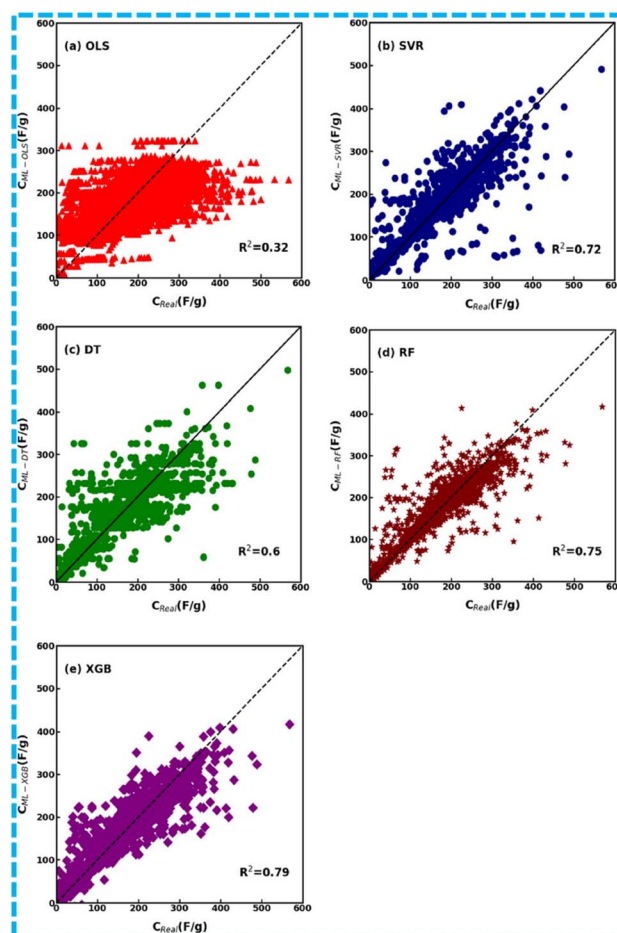 (a) OLS
600
500
400
300
200
100
0
C_ML-OLS(F/g)
R²=0.32
0 100 200 300 400 500 600
C_Real(F/g)
(b) SVR
600
500
400
300
200
100
0
C_ML-SVR(F/g)
R²=0.72
0 100 200 300 400 500 600
C_Real(F/g)
(c) DT
600
500
400
300
200
100
0
C_ML-DT(F/g)
R²=0.6
0 100 200 300 400 500 600
C_Real(F/g)
(d) RF
600
500
400
300
200
100
0
C_ML-RF(F/g)
R²=0.75
0 100 200 300 400 500 600
C_Real(F/g)
(e) XGB
600
500
400
300
200
100
0
C_ML-XGB(F/g)
R²=0.79
0 100 200 300 400 500 600
C_Real(F/g)